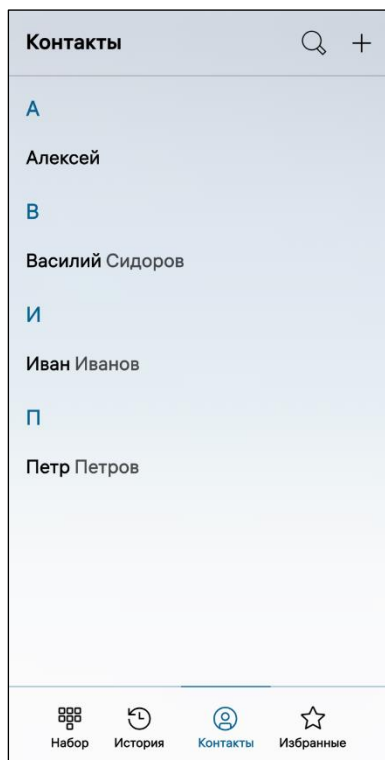 Контакты
А
Алексей
В
Василий Сидоров
И
Иван Иванов
П
Петр Петров
Набор История Контакты Избранные